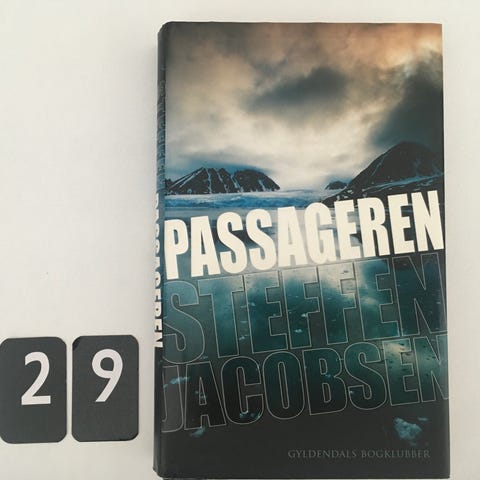 PASSAGEREN
STEFFEN
JACOBSEN
GYLDENDALS BOGKLUBBER
PASSAGEREN
2 9